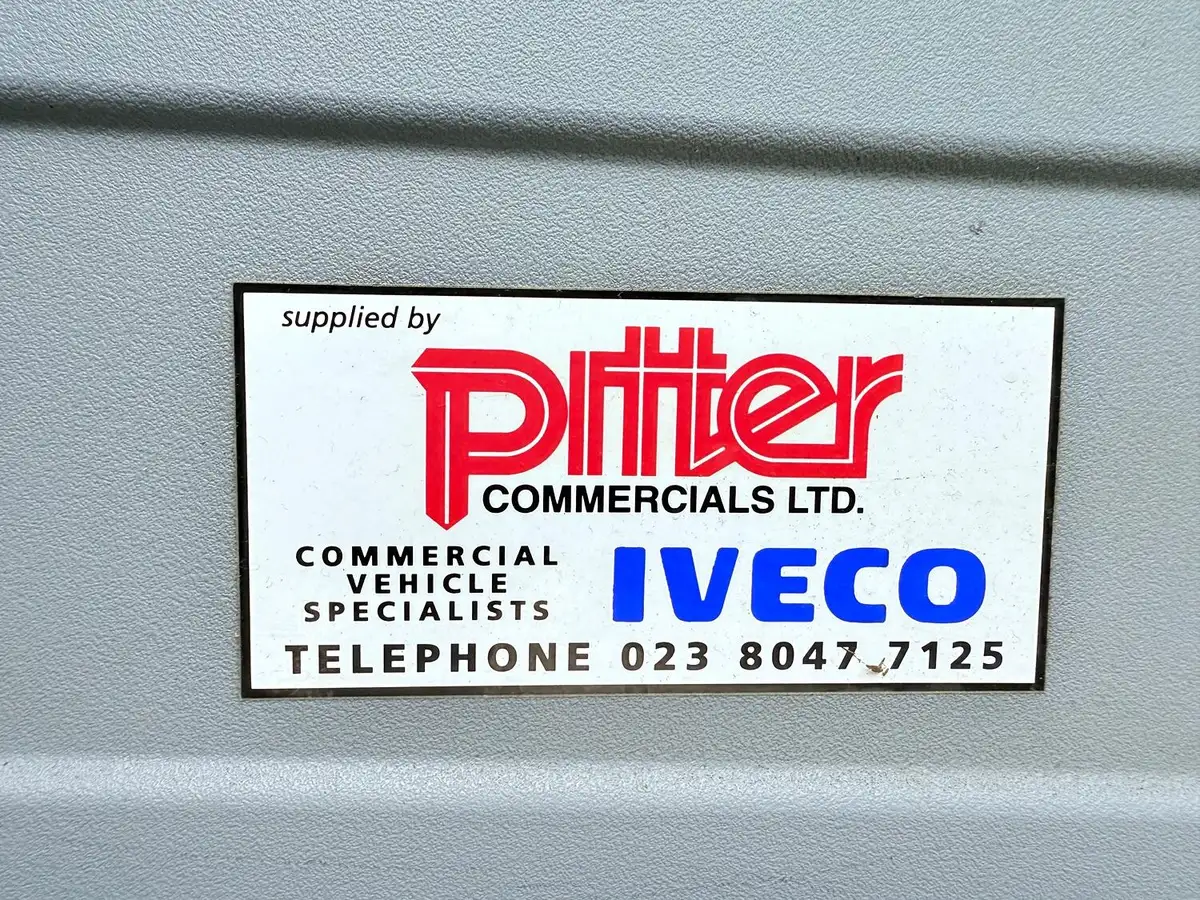 supplied by
Pitter
COMMERCIALS LTD.
COMMERCIAL
VEHICLE
SPECIALISTS
IVECO
TELEPHONE 023 8047 7125